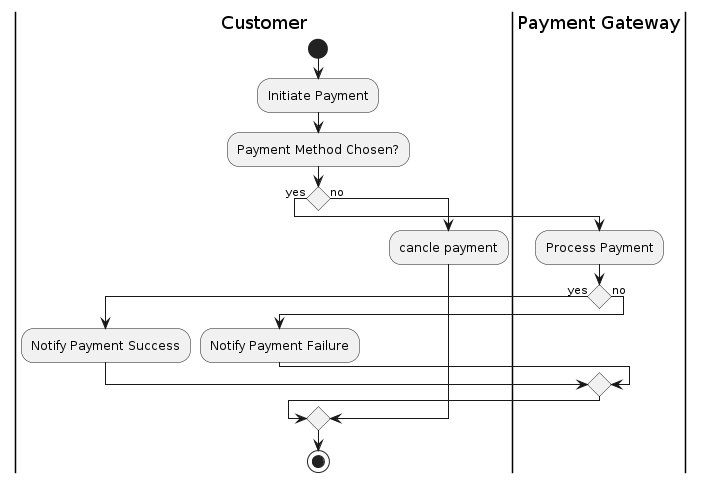 Customer
Payment Gateway
Initiate Payment
Payment Method Chosen?
yes
no
cancle payment
Process Payment
yes
no
Notify Payment Success
Notify Payment Failure